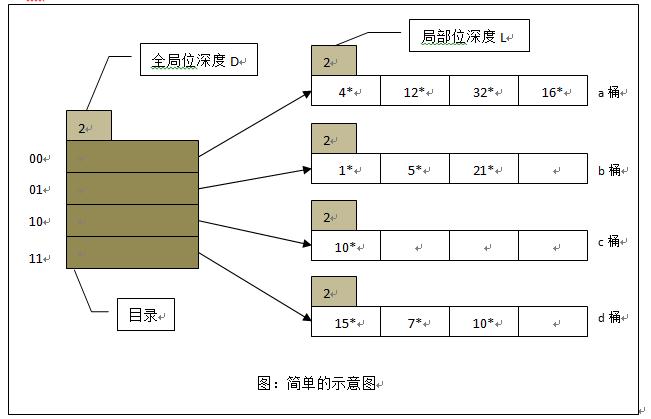 全局位深度 D
局部位深度 L
2
2
4* 12* 32* 16* a 桶
2
1* 5* 21* b 桶
2
10* c 桶
2
15* 7* 10* d 桶
00
01
10
11
目录
图：简单的示意图